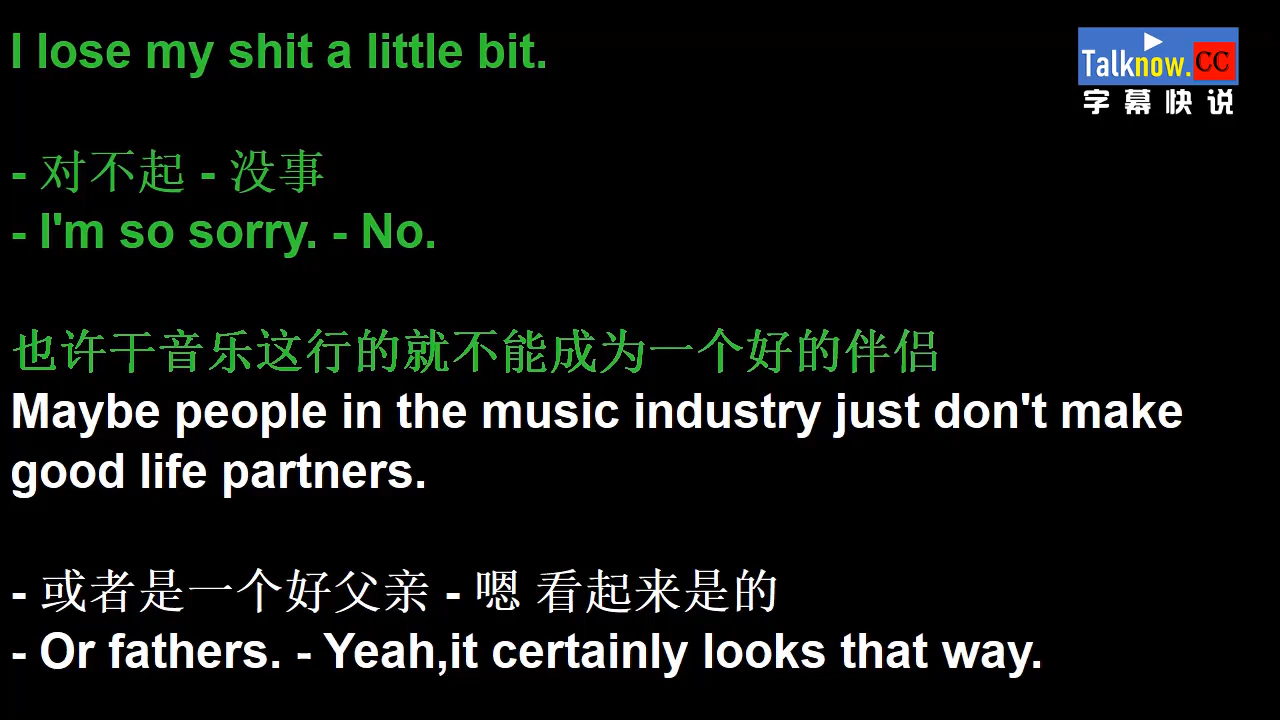 I lose my shit a little bit.
Talknow.CC
字幕快说
- 对不起 - 没事
- I'm so sorry. - No.
也许干音乐这行的就不能成为一个好的伴侣
Maybe people in the music industry just don't make
good life partners.
- 或者是一个好父亲 - 嗯 看起来是的
- Or fathers. - Yeah,it certainly looks that way.